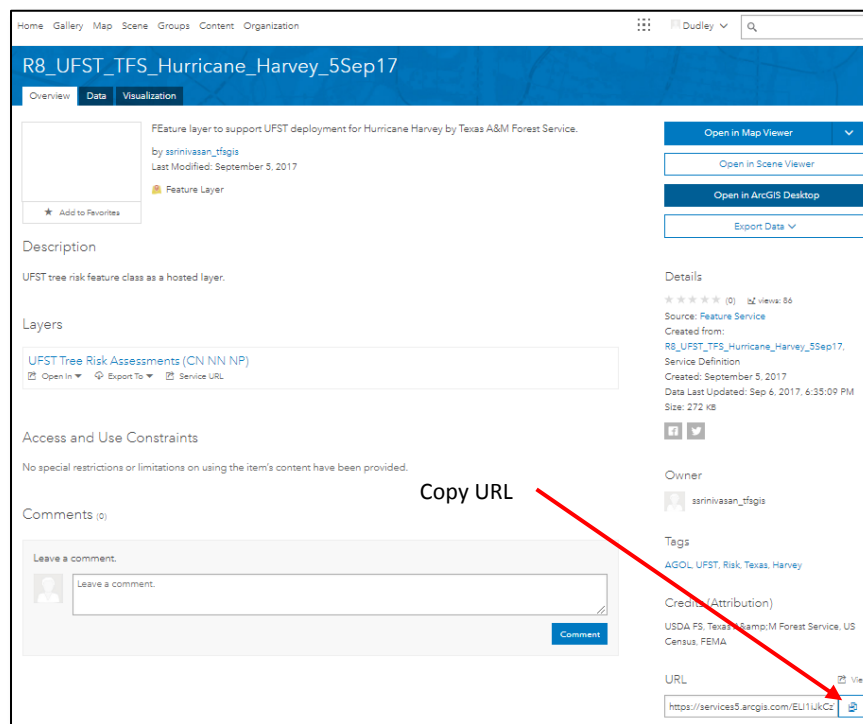 Home Gallery Map Scene Groups Content Organization
Dudley
R8_UFST_TFS_Hurricane_Harvey_5Sep17
Overview Data Visualization
FEature layer to support UFST deployment for Hurricane Harvey by Texas A&M Forest Service.
by ssrinivasan_tfsgis
Last Modified: September 5, 2017
Feature Layer
★ Add to Favorites
Description
UFST tree risk feature class as a hosted layer.
Layers
UFST Tree Risk Assessments (CN NN NP)
Open In Export To Service URL
Access and Use Constraints
No special restrictions or limitations on using the item's content have been provided.
Copy URL
Comments (0)
Leave a comment.
Leave a comment.
Comment
Open in Map Viewer
Open in Scene Viewer
Open in ArcGIS Desktop
Export Data
Details
★ ★ ★ ★ ★ (0) views: 86
Source: Feature Service
Created from:
R8_UFST_TFS_Hurricane_Harvey_5Sep17,
Service Definition
Created: September 5, 2017
Data Last Updated: Sep 6, 2017, 6:35:09 PM
Size: 272 KB
Owner
ssrinivasan_tfsgis
Tags
AGOL, UFST, Risk, Texas, Harvey
Credits (Attribution)
USDA FS, Texas A&amp;M Forest Service, US
Census, FEMA
URL Vie